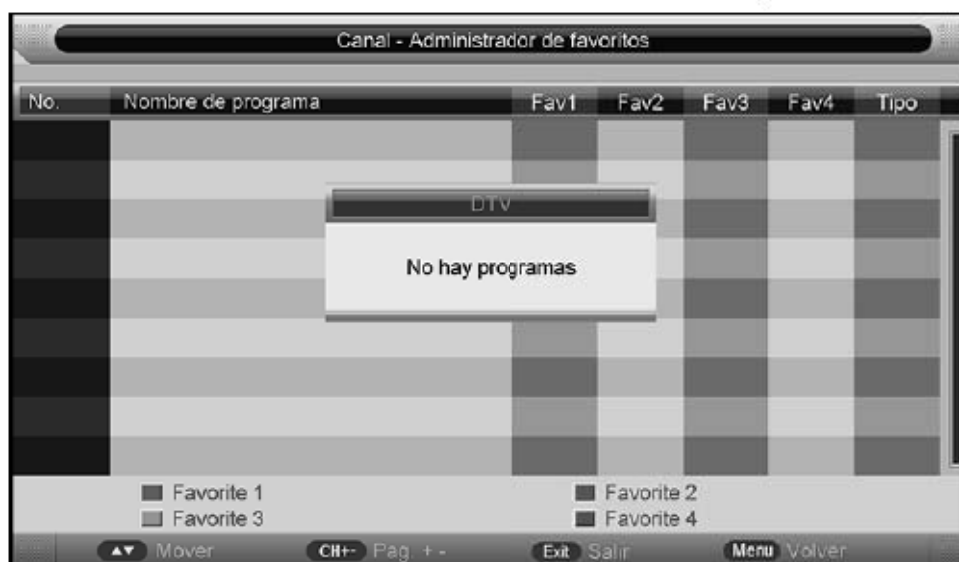 Canal - Administrador de favoritos
No. Nombre de programa Fav1 Fav2 Fav3 Fav4 Tipo
DTV
No hay programas
Favorite 1 Favorite 2
Favorite 3 Favorite 4
Mover CH+- Pag. + - Exit Salir Menu Volver